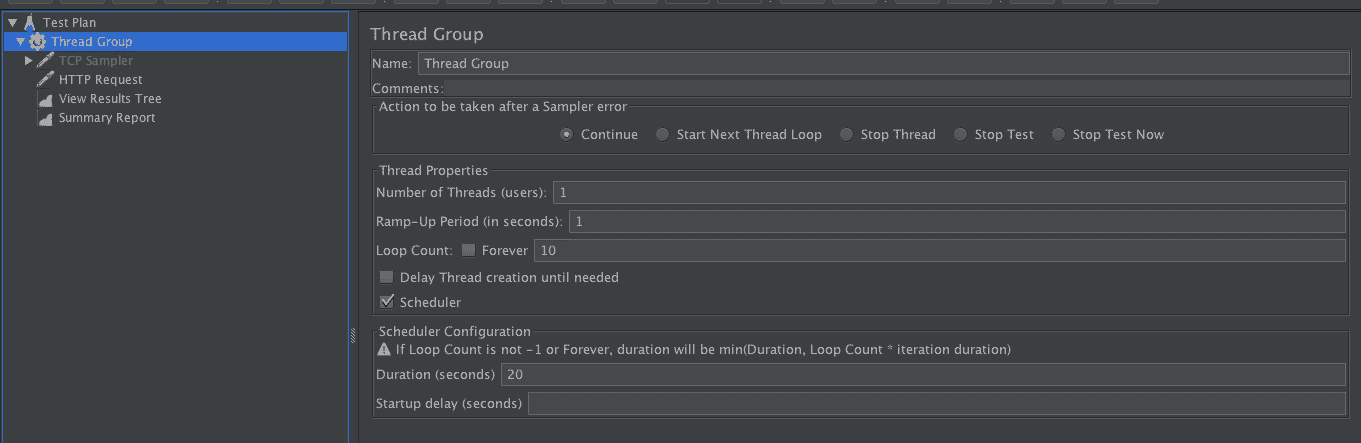 Test Plan
Thread Group
TCP Sampler
HTTP Request
View Results Tree
Summary Report
Thread Group
Name: Thread Group
Comments:
Action to be taken after a Sampler error
Continue Start Next Thread Loop Stop Thread Stop Test Stop Test Now
Thread Properties
Number of Threads (users): 1
Ramp-Up Period (in seconds): 1
Loop Count: Forever 10
Delay Thread creation until needed
Scheduler
Scheduler Configuration
If Loop Count is not -1 or Forever, duration will be min(Duration, Loop Count * iteration duration)
Duration (seconds) 20
Startup delay (seconds)